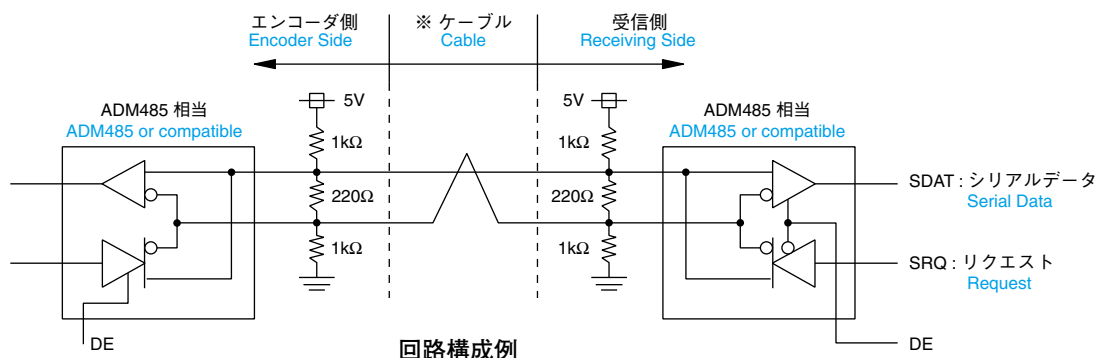 エンコーダ側
Encoder Side
※ ケーブル
Cable
受信側
Receiving Side
ADM485 相当
ADM485 or compatible
5V
1kΩ
220Ω
1kΩ
5V
1kΩ
220Ω
1kΩ
ADM485 相当
ADM485 or compatible
SDAT : シリアルデータ
Serial Data
SRQ : リクエスト
Request
DE
DE
回路構成例